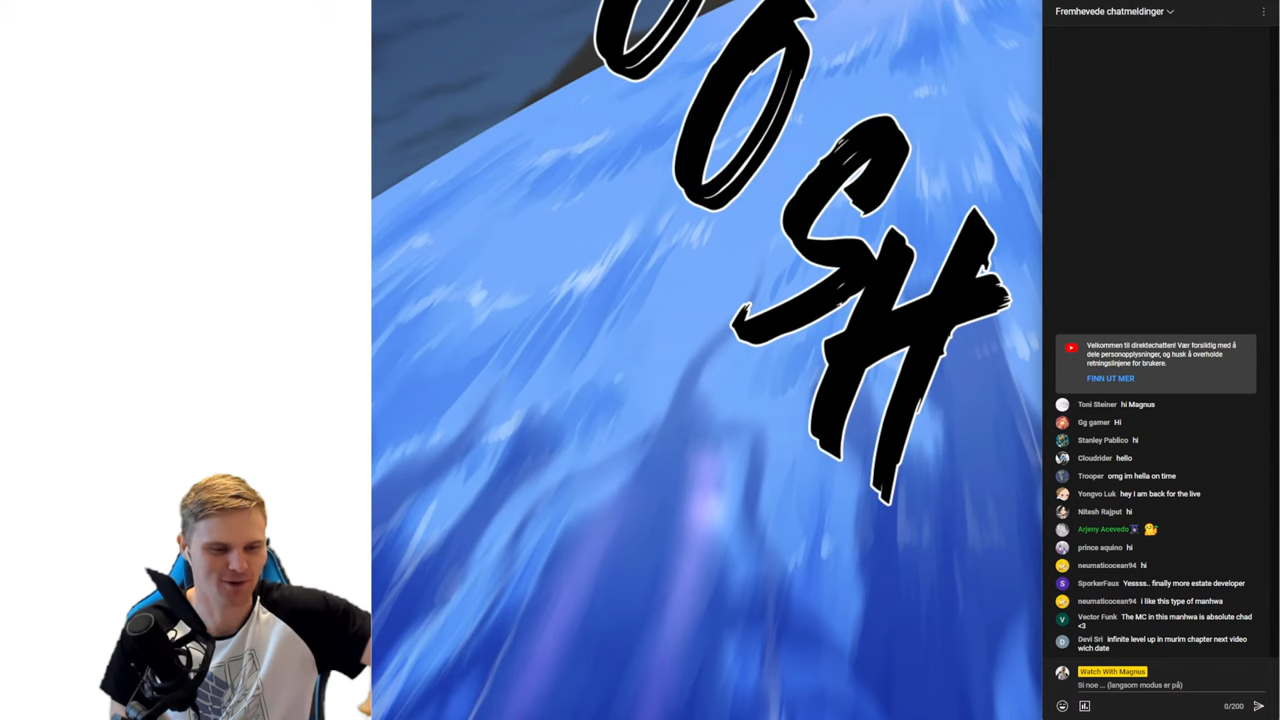 Fremhevede chatmeldinger
OOSH
Velkommen til direktechatten! Vær forsiktig med å
dele personopplysninger, og husk å overholde
retningslinjene for brukere.
FINN UT MER
Toni Steiner hi Magnus
Gg gamer Hi
Stanley Pablico hi
Cloudrider hello
Trooper omg im hella on time
Yongvo Luk hey I am back for the live
Nitesh Rajput hi
Arjeny Acevedo
prince aquino hi
neumaticocean94 hi
S SporkerFaux Yessss.. finally more estate developer
neumaticocean94 i like this type of manhwa
V Vector Funk The MC in this manhwa is absolute chad
<3
D Devi Sri infinite level up in murim chapter next video
wich date
Watch With Magnus
Si noe ... (langsom modus er på)
0/200